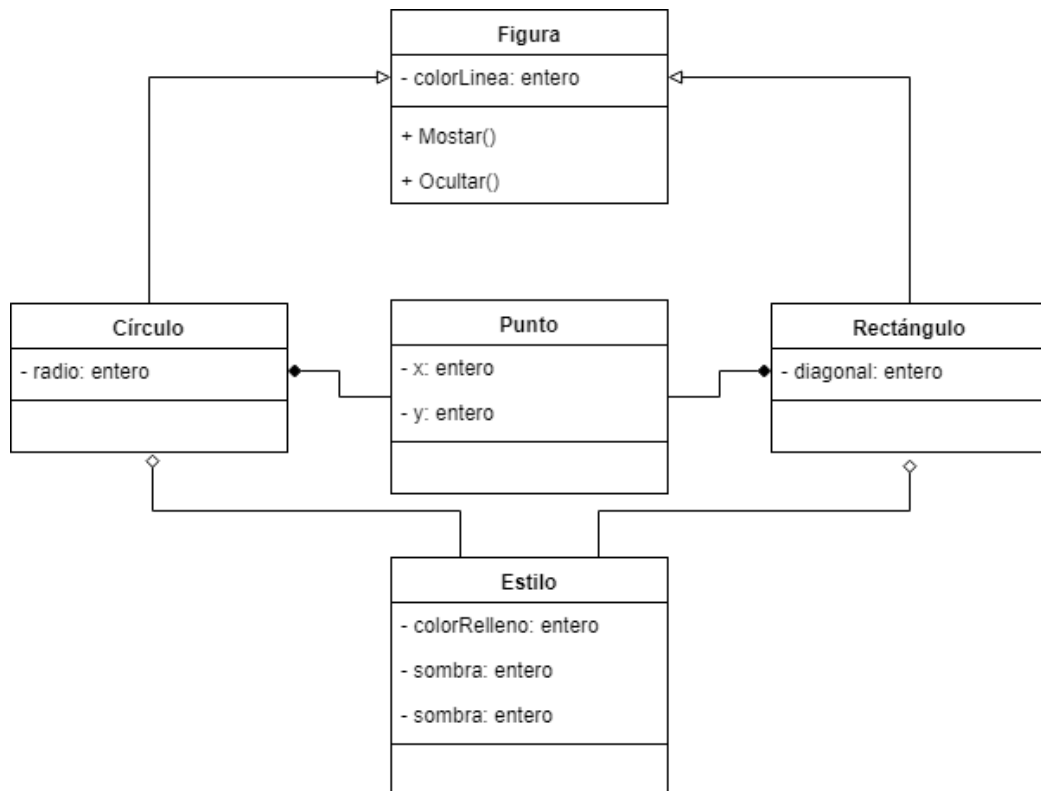 Figura
- colorLinea: entero
+ Mostar()
+ Ocultar()
Círculo
- radio: entero
Punto
- x: entero
- y: entero
Rectángulo
- diagonal: entero
Estilo
- colorRelleno: entero
- sombra: entero
- sombra: entero